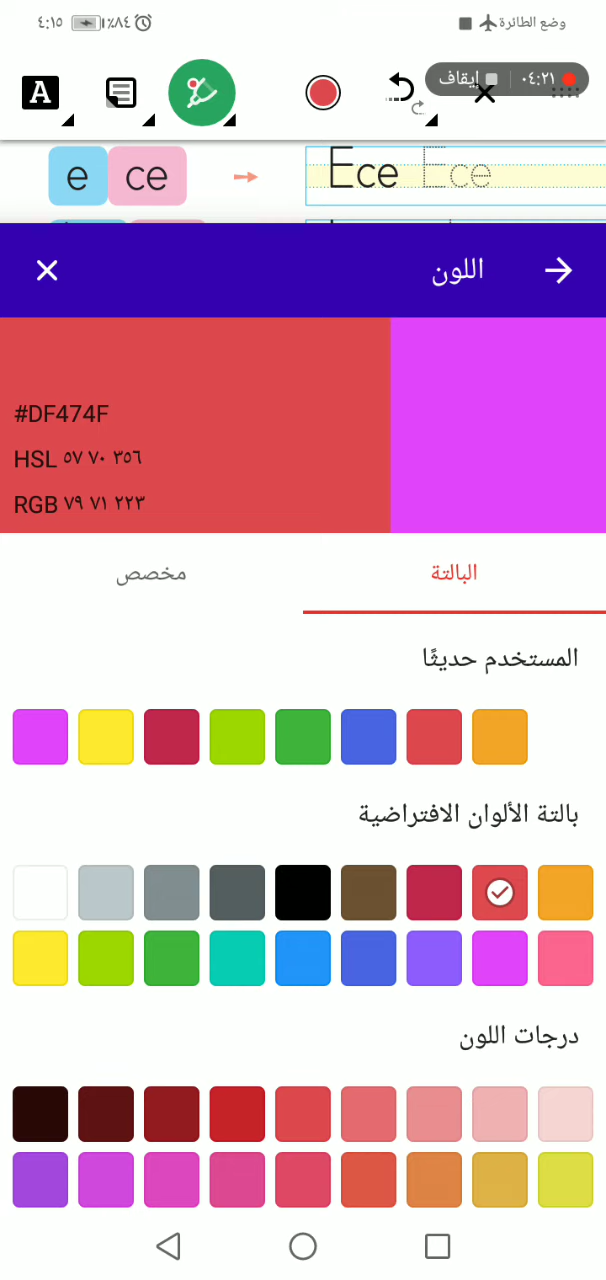 وضع الطائرة ٪٨٤ ٤:١٥
A ٠٤:٢١ إيقاف
e ce Ece Ece
اللون
#DF474F
HSL ٥٧ ٧٠ ٣٥٦
RGB ٧٩ ٧١ ٢٢٣
البالتة مخصص
المستخدم حديثًا
بالتة الألوان الافتراضية
درجات اللون